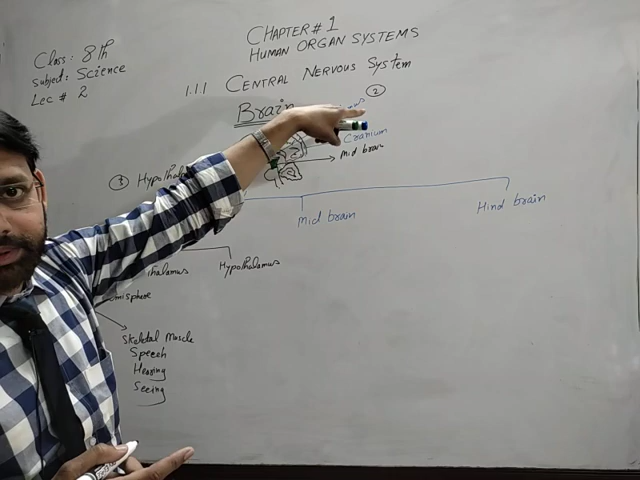 CHAPTER # 1
HUMAN ORGAN SYSTEMS
Class: 8th
Subject: Science
Lec # 2
1.11 CENTRAL NERVOUS System
Brain
②
Cranium
Mid brain
③
Mid brain
Hind brain
Hypothalamus
Skeletal Muscle
Speech
Hearing
Seeing